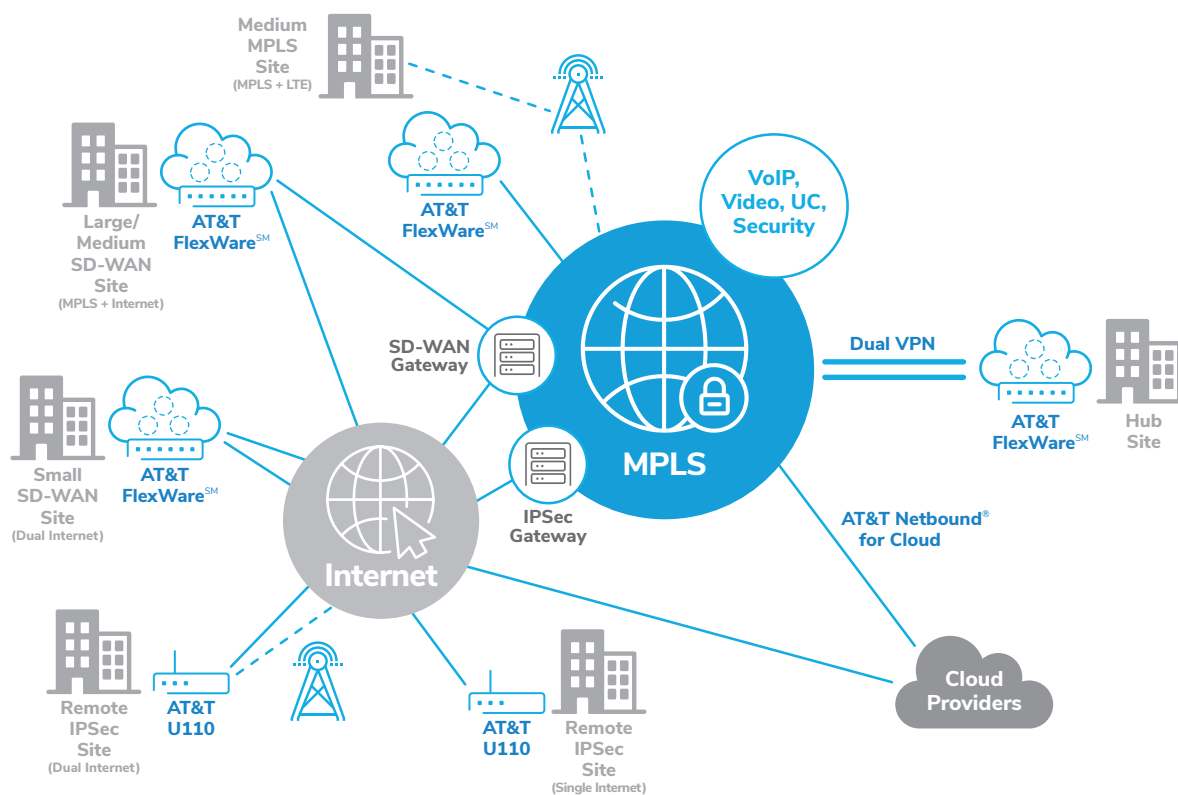 Medium
MPLS
Site
(MPLS + LTE)
AT&T
FlexWare℠
VoIP,
Video, UC,
Security
AT&T
FlexWare℠
Large/
Medium
SD-WAN
Site
(MPLS + Internet)
SD-WAN
Gateway
MPLS
Dual VPN
AT&T
FlexWare℠
Hub
Site
Small
SD-WAN
Site
(Dual Internet)
AT&T
FlexWare℠
IPSec
Gateway
Internet
AT&T Netbound®
for Cloud
Remote
IPSec
Site
(Dual Internet)
AT&T
U110
AT&T
U110
Remote
IPSec
Site
(Single Internet)
Cloud
Providers